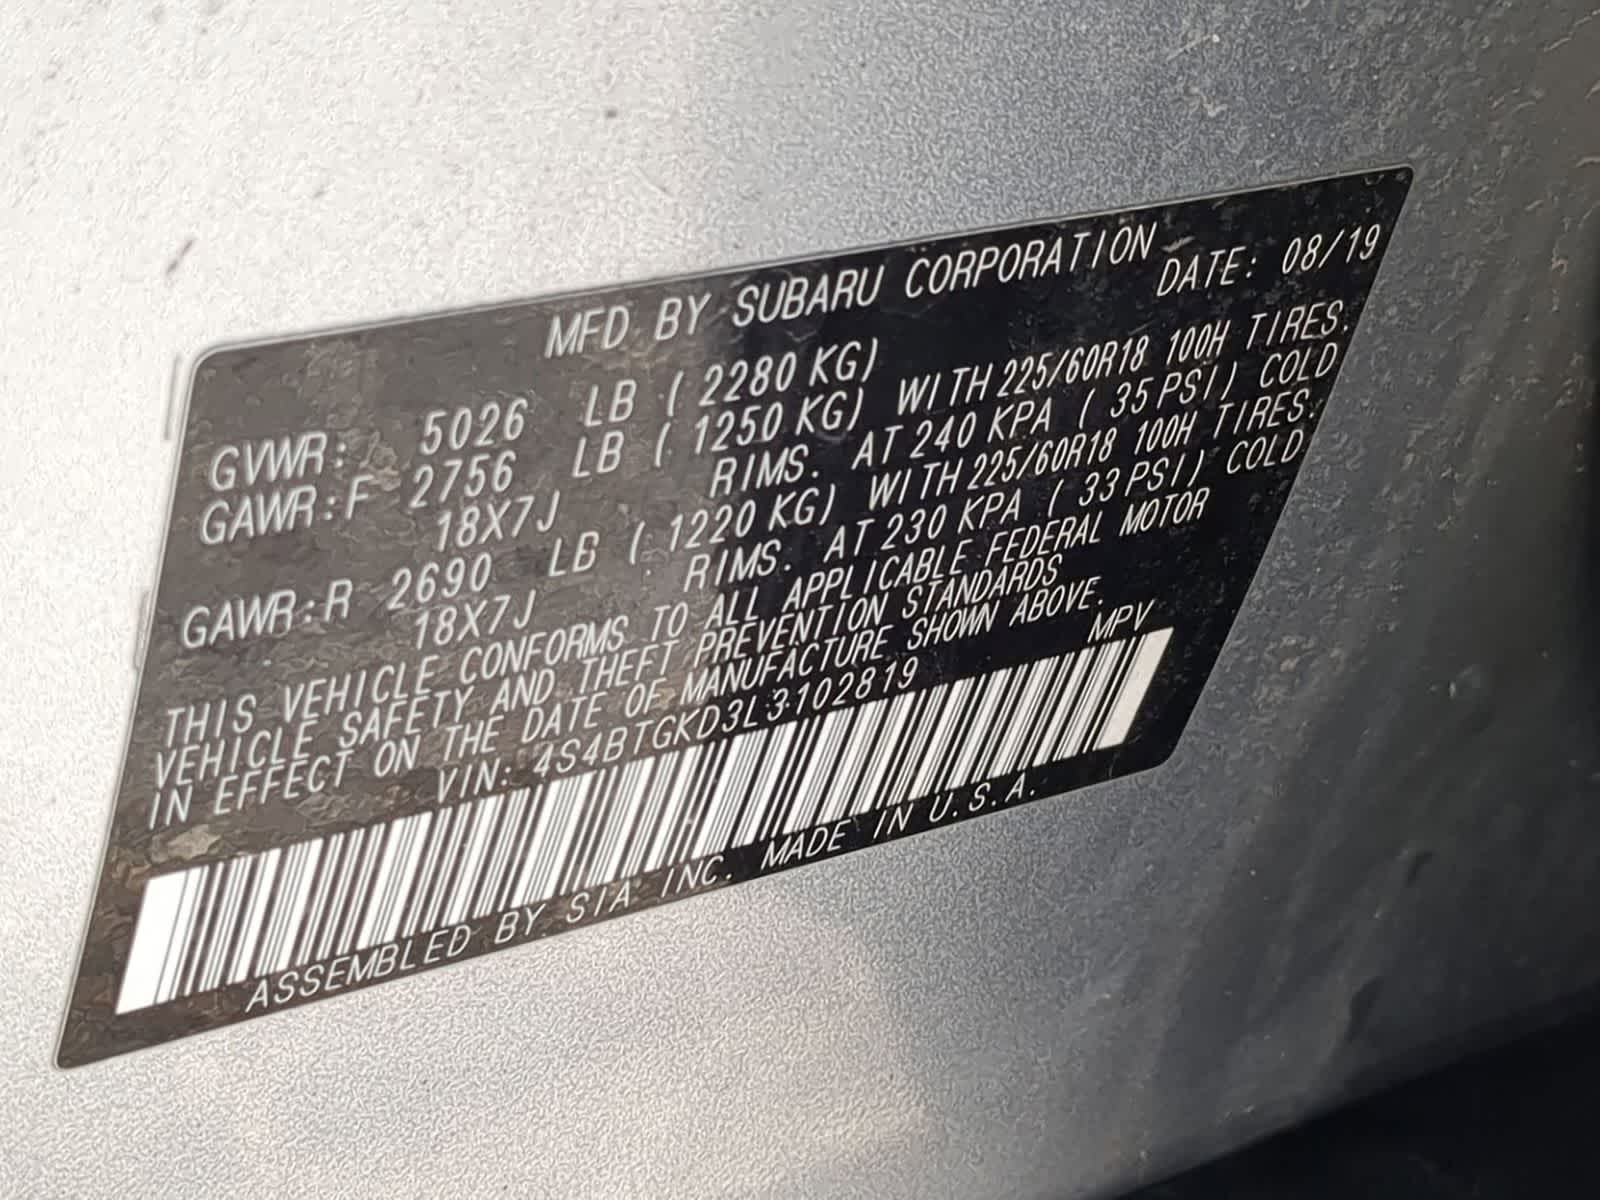 MFD BY SUBARU CORPORATION
DATE: 08/19
GVWR: 5026 LB ( 2280 KG)
GAWR:F 2756 LB ( 1250 KG) WITH 225/60R18 100H TIRES.
18X7J RIMS. AT 240 KPA ( 35 PSI) COLD
GAWR:R 2690 LB ( 1220 KG) WITH 225/60R18 100H TIRES.
18X7J RIMS. AT 230 KPA ( 33 PSI) COLD
THIS VEHICLE CONFORMS TO ALL APPLICABLE FEDERAL MOTOR
VEHICLE SAFETY AND THEFT PREVENTION STANDARDS
IN EFFECT ON THE DATE OF MANUFACTURE SHOWN ABOVE.
VIN: 4S4BTGKD3L3102819 MPV
ASSEMBLED BY SIA INC. MADE IN U.S.A.